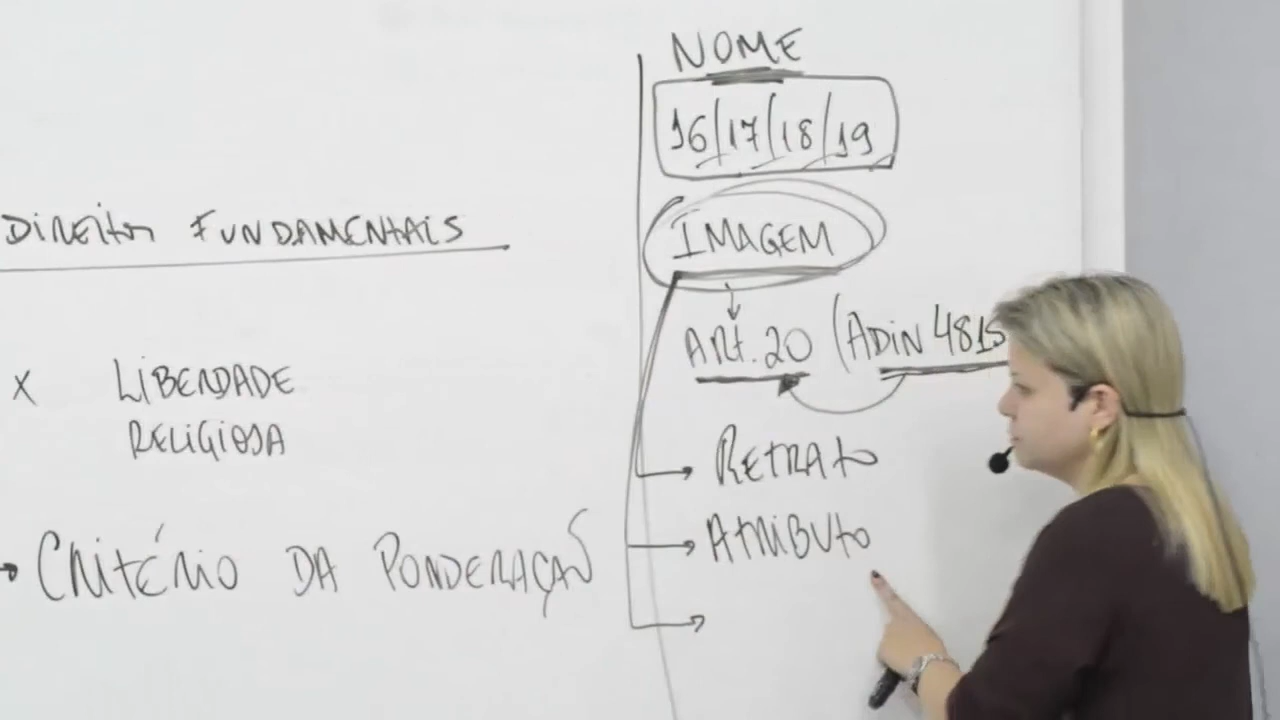 DIREITOS FUNDAMENTAIS
X LIBERDADE
RELIGIOSA
CRITÉRIO DA PONDERAÇÃO
NOME
16/17/18/19
IMAGEM
ART. 20 (ADIN 4815
RETRATO
ATRIBUTO